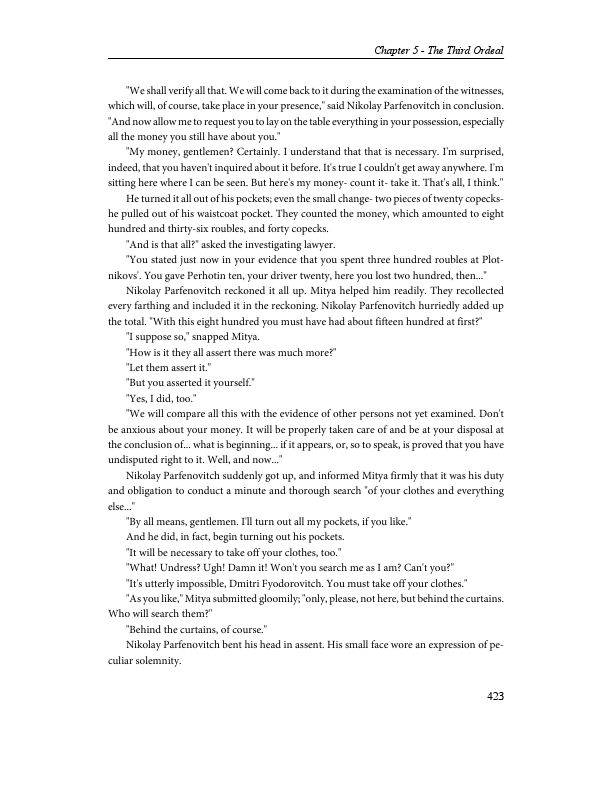 Chapter 5 - The Third Ordeal
"We shall verify all that. We will come back to it during the examination of the witnesses,
which will, of course, take place in your presence," said Nikolay Parfenovitch in conclusion.
"And now allow me to request you to lay on the table everything in your possession, especially
all the money you still have about you."
"My money, gentlemen? Certainly. I understand that that is necessary. I'm surprised,
indeed, that you haven't inquired about it before. It's true I couldn't get away anywhere. I'm
sitting here where I can be seen. But here's my money- count it- take it. That's all, I think."
He turned it all out of his pockets; even the small change- two pieces of twenty copecks-
he pulled out of his waistcoat pocket. They counted the money, which amounted to eight
hundred and thirty-six roubles, and forty copecks.
"And is that all?" asked the investigating lawyer.
"You stated just now in your evidence that you spent three hundred roubles at Plot-
nikovs'. You gave Perhotin ten, your driver twenty, here you lost two hundred, then..."
Nikolay Parfenovitch reckoned it all up. Mitya helped him readily. They recollected
every farthing and included it in the reckoning. Nikolay Parfenovitch hurriedly added up
the total. "With this eight hundred you must have had about fifteen hundred at first?"
"I suppose so," snapped Mitya.
"How is it they all assert there was much more?"
"Let them assert it."
"But you asserted it yourself."
"Yes, I did, too."
"We will compare all this with the evidence of other persons not yet examined. Don't
be anxious about your money. It will be properly taken care of and be at your disposal at
the conclusion of... what is beginning... if it appears, or, so to speak, is proved that you have
undisputed right to it. Well, and now..."
Nikolay Parfenovitch suddenly got up, and informed Mitya firmly that it was his duty
and obligation to conduct a minute and thorough search "of your clothes and everything
else..."
"By all means, gentlemen. I'll turn out all my pockets, if you like."
And he did, in fact, begin turning out his pockets.
"It will be necessary to take off your clothes, too."
"What! Undress? Ugh! Damn it! Won't you search me as I am? Can't you?"
"It's utterly impossible, Dmitri Fyodorovitch. You must take off your clothes."
"As you like," Mitya submitted gloomily; "only, please, not here, but behind the curtains.
Who will search them?"
"Behind the curtains, of course."
Nikolay Parfenovitch bent his head in assent. His small face wore an expression of pe-
culiar solemnity.
423